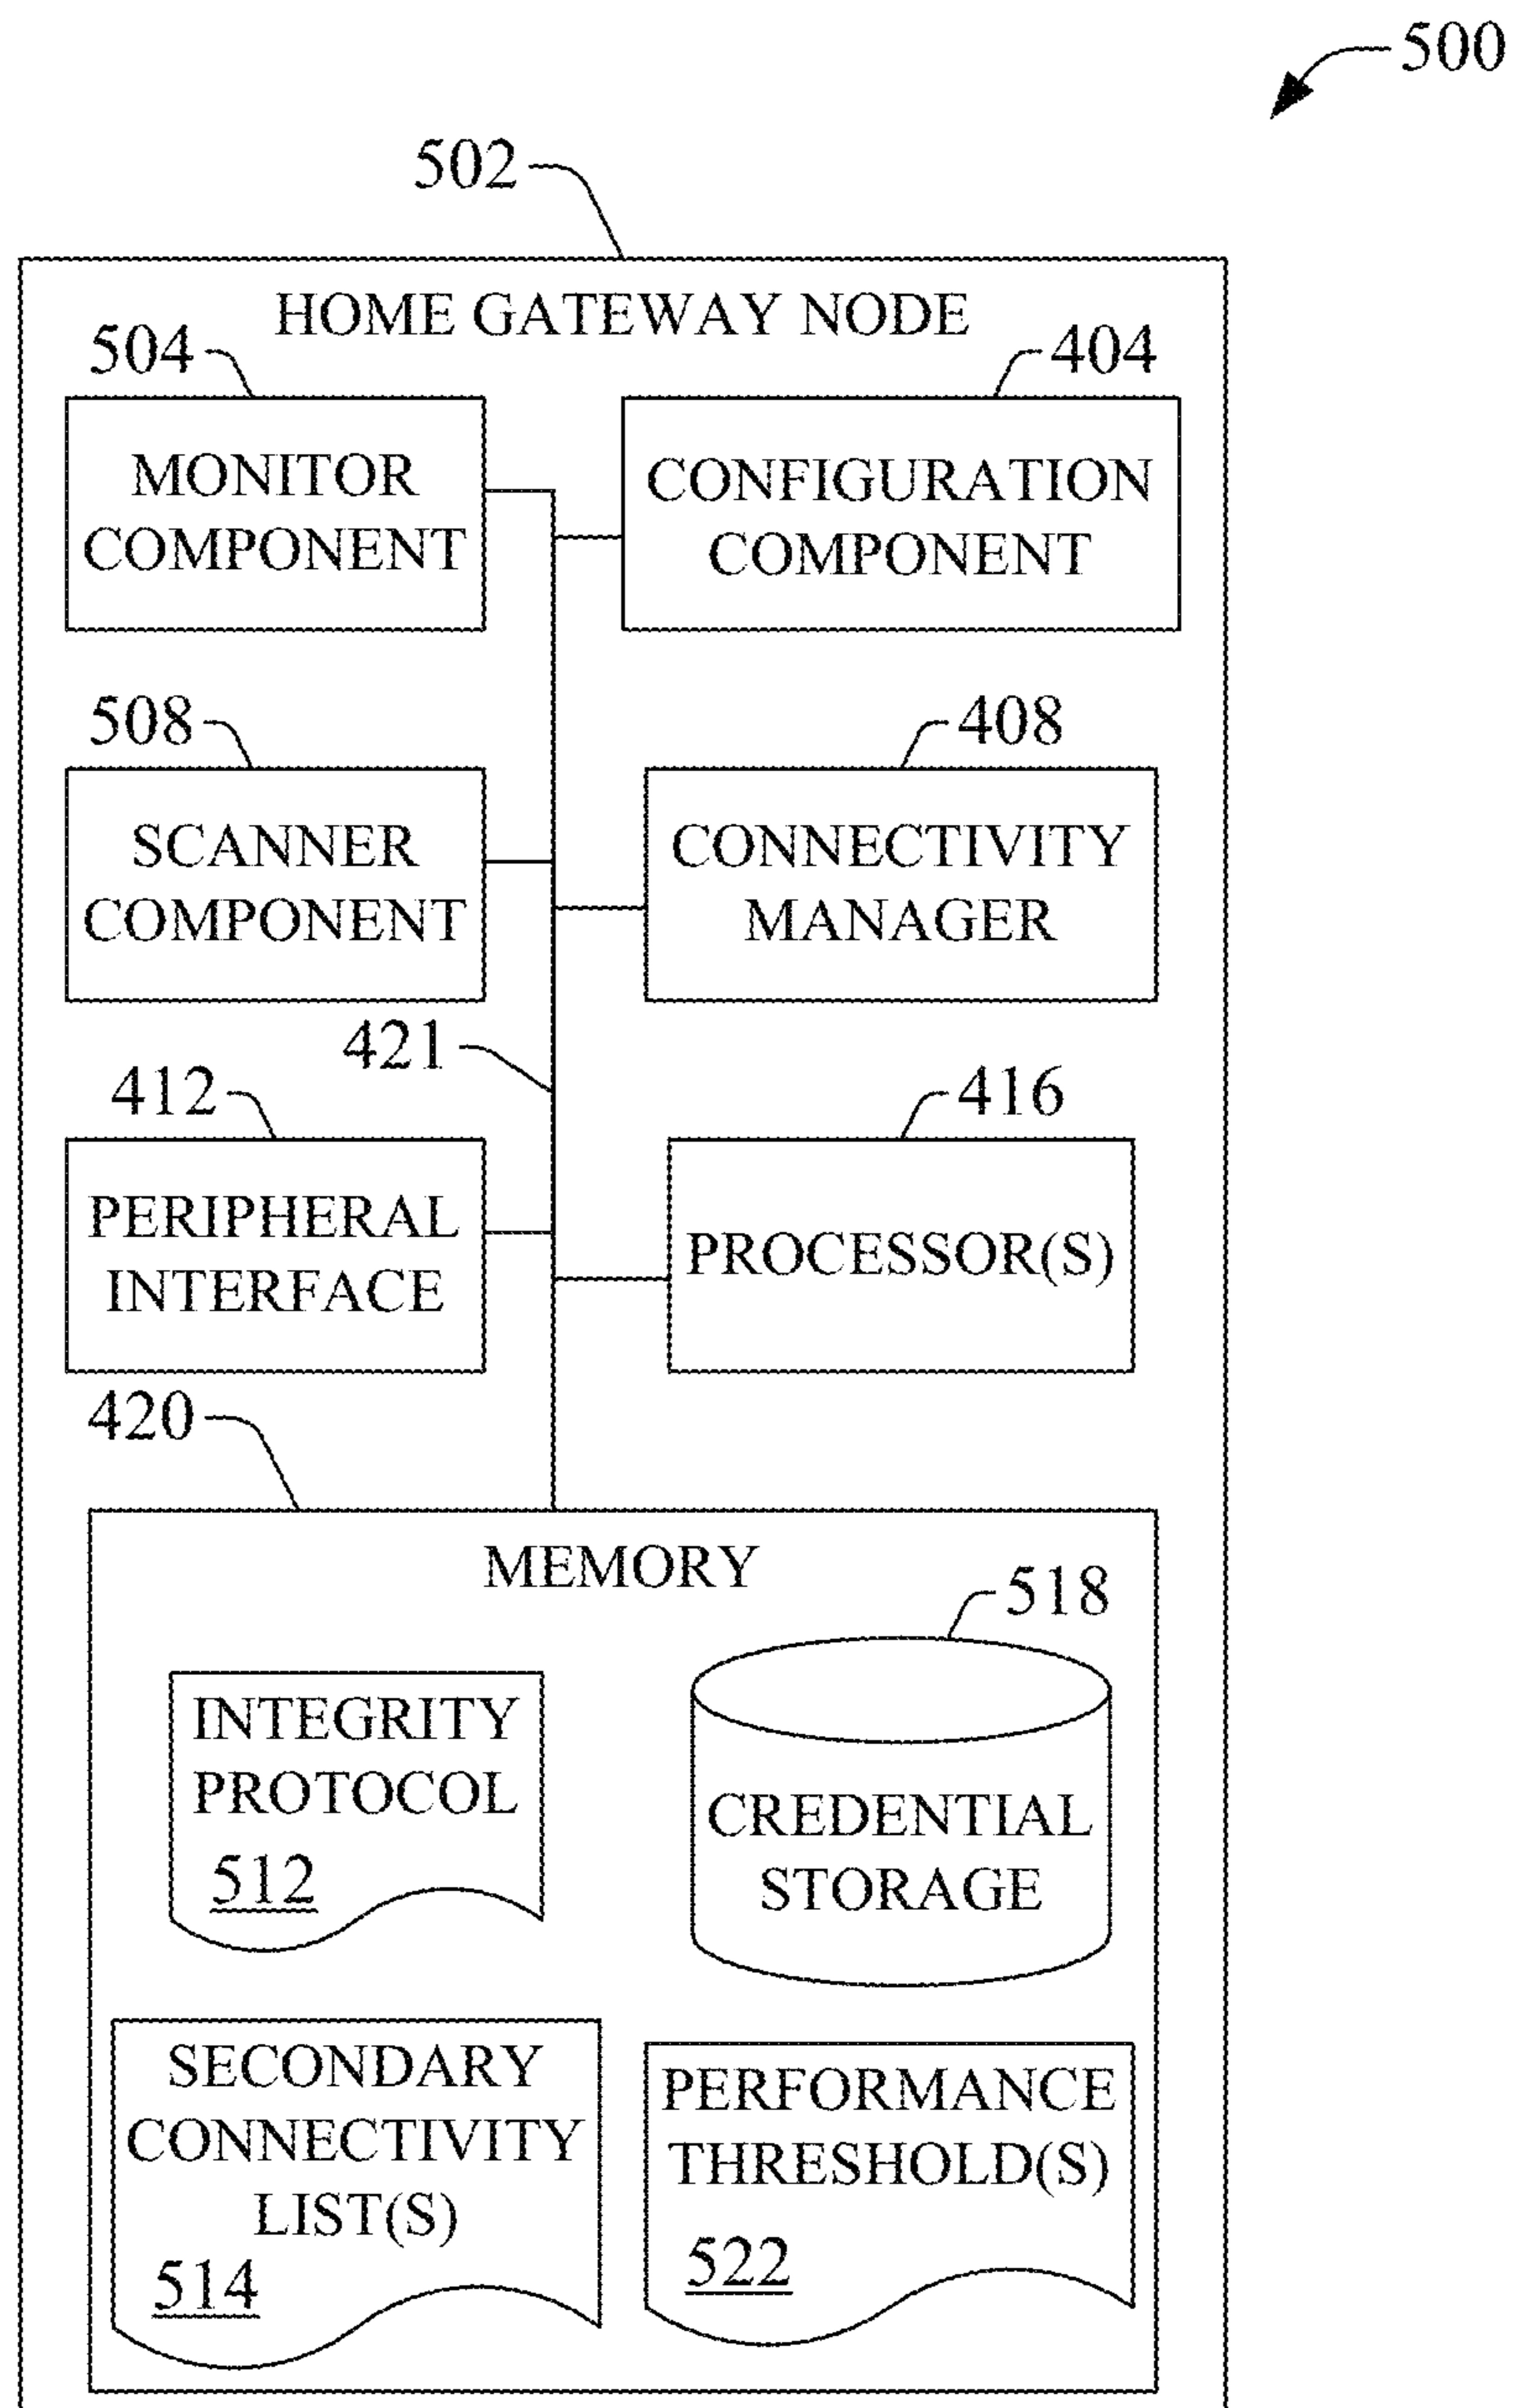 500
502
HOME GATEWAY NODE
504
404
MONITOR
COMPONENT
CONFIGURATION
COMPONENT
508
408
SCANNER
COMPONENT
CONNECTIVITY
MANAGER
421
412
416
PERIPHERAL
INTERFACE
PROCESSOR(S)
420
MEMORY
518
INTEGRITY
PROTOCOL
512
CREDENTIAL
STORAGE
SECONDARY
CONNECTIVITY
LIST(S)
514
PERFORMANCE
THRESHOLD(S)
522